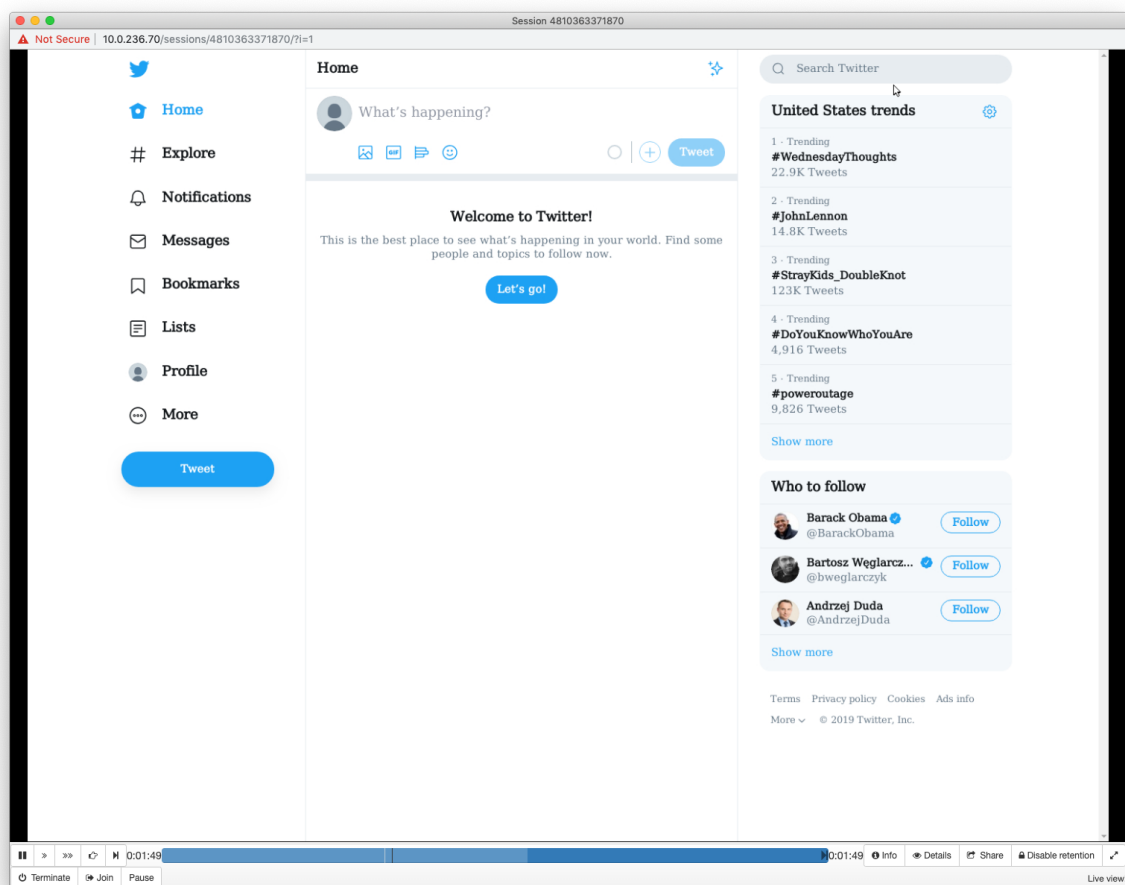 Session 4810363371870
Not Secure | 10.0.236.70/sessions/4810363371870/?i=1
Home
Explore
Notifications
Messages
Bookmarks
Lists
Profile
More
Tweet
Home
What's happening?
GIF
Tweet
Welcome to Twitter!
This is the best place to see what's happening in your world. Find some
people and topics to follow now.
Let's go!
Search Twitter
United States trends
1 · Trending
#WednesdayThoughts
22.9K Tweets
2 · Trending
#JohnLennon
14.8K Tweets
3 · Trending
#StrayKids_DoubleKnot
123K Tweets
4 · Trending
#DoYouKnowWhoYouAre
4,916 Tweets
5 · Trending
#poweroutage
9,826 Tweets
Show more
Who to follow
Barack Obama
@BarackObama
Follow
Bartosz Węglarcz...
@bweglarczyk
Follow
Andrzej Duda
@AndrzejDuda
Follow
Show more
Terms Privacy policy Cookies Ads info
More © 2019 Twitter, Inc.
0:01:49 0:01:49 Info Details Share Disable retention
Terminate Join Pause Live view